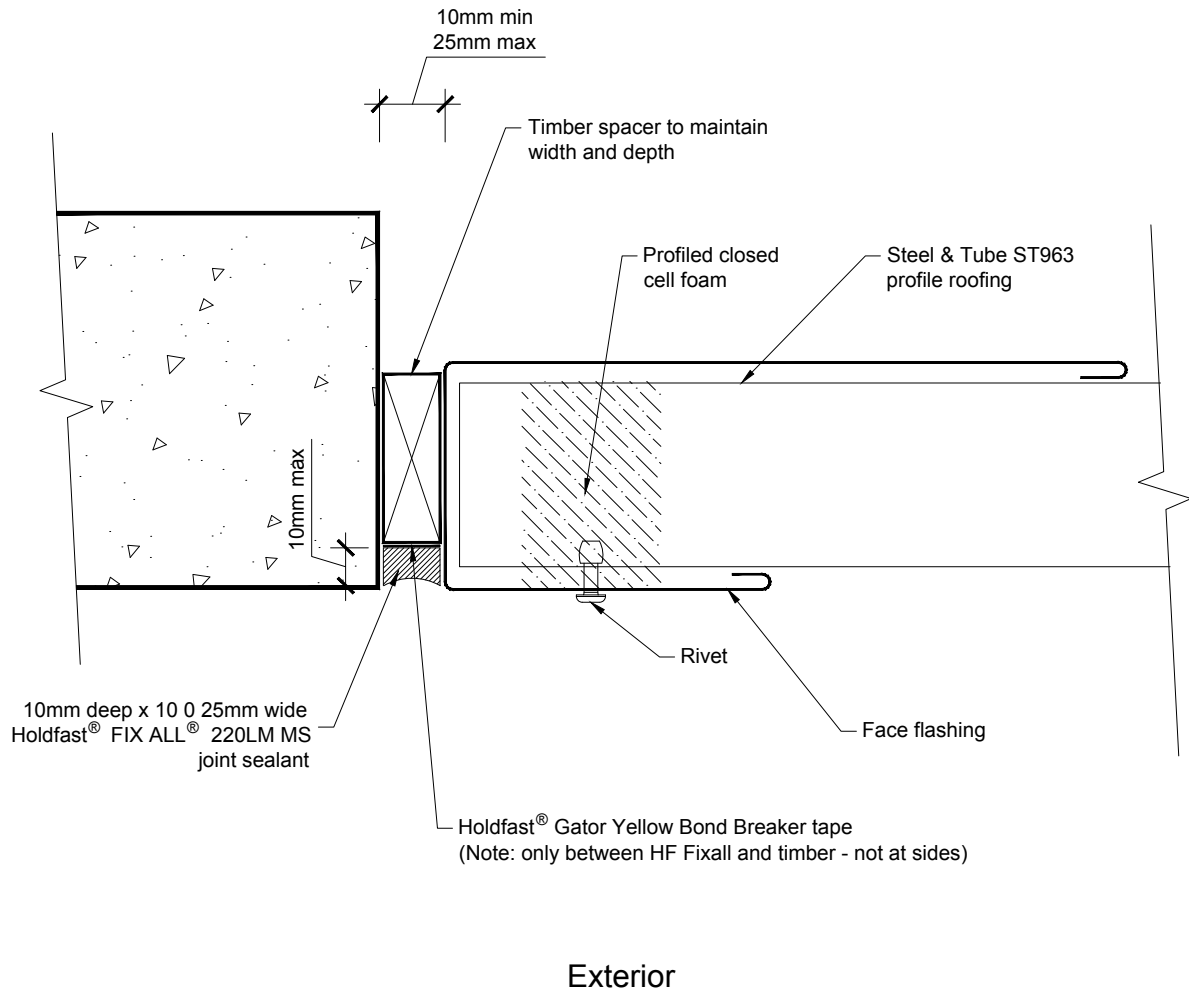 10mm min
25mm max
Timber spacer to maintain
width and depth
Profiled closed
cell foam
Steel & Tube ST963
profile roofing
10mm max
Rivet
10mm deep x 10 0 25mm wide
Holdfast® FIX ALL® 220LM MS
joint sealant
Face flashing
Holdfast® Gator Yellow Bond Breaker tape
(Note: only between HF Fixall and timber - not at sides)
Exterior